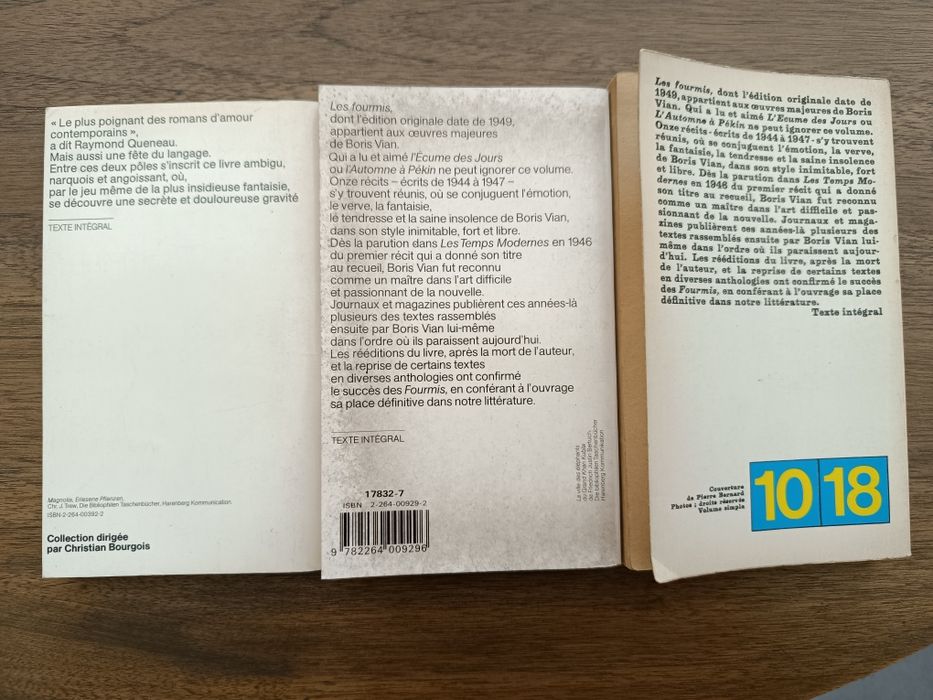 « Le plus poignant des romans d'amour
contemporains »,
a dit Raymond Queneau.
Mais aussi une fête du langage.
Entre ces deux pôles s'inscrit ce livre ambigu,
narquois et angoissant, où,
par le jeu même de la plus insidieuse fantaisie,
se découvre une secrète et douloureuse gravité
TEXTE INTÉGRAL
Magnolia, Erlesene Pflanzen,
Chr. J. Trew, Die Bibliophilen Taschenbücher, Harenberg Kommunikation.
ISBN-2-264-00392-2
Collection dirigée
par Christian Bourgois
Les fourmis,
dont l'édition originale date de 1949,
appartient aux œuvres majeures
de Boris Vian.
Qui a lu et aimé l'Écume des Jours
ou l'Automne à Pékin ne peut ignorer ce volume.
Onze récits – écrits de 1944 à 1947 –
s'y trouvent réunis, où se conjuguent l'émotion,
le verve, la fantaisie,
lé tendresse et la saine insolence de Boris Vian,
dans son style inimitable, fort et libre.
Dès la parution dans Les Temps Modernes en 1946
du premier récit qui a donné son titre
au recueil, Boris Vian fut reconnu
comme un maître dans l'art difficile
et passionnant de la nouvelle.
Journaux et magazines publièrent ces années-là
plusieurs des textes rassemblés
ensuite par Boris Vian lui-même
dans l'ordre où ils paraissent aujourd'hui.
Les rééditions du livre, après la mort de l'auteur,
et la reprise de certains textes
en diverses anthologies ont confirmé
le succès des Fourmis, en conférant à l'ouvrage
sa place définitive dans notre littérature.
TEXTE INTÉGRAL
17832-7
ISBN 2-264-00929-2
9 782264 009296
La ville des éléphants
du Grand Khan Kublai
de Friedrich Justin Bertuch
Die bibliophilen Taschenbücher
Harenberg Kommunikation
Les fourmis, dont l'édition originale date de
1949, appartient aux œuvres majeures de Boris
Vian. Qui a lu et aimé L'Ecume des Jours ou
L'Automne à Pékin ne peut ignorer ce volume.
Onze récits - écrits de 1944 à 1947 - s'y trouvent
réunis, où se conjuguent l'émotion, la verve,
la fantaisie, la tendresse et la saine insolence
de Boris Vian, dans son style inimitable, fort
et libre. Dès la parution dans Les Temps Mo-
dernes en 1946 du premier récit qui a donné
son titre au recueil, Boris Vian fut reconnu
comme un maître dans l'art difficile et pas-
sionnant de la nouvelle. Journaux et maga-
zines publièrent ces années-là plusieurs des
textes rassemblés ensuite par Boris Vian lui-
même dans l'ordre où ils paraissent aujour-
d'hui. Les rééditions du livre, après la mort
de l'auteur, et la reprise de certains textes
en diverses anthologies ont confirmé le succès
des Fourmis, en conférant à l'ouvrage sa place
définitive dans notre littérature.
Texte intégral
Couverture
de Pierre Bernard
Photos : droits réservés
Volume simple
10 18